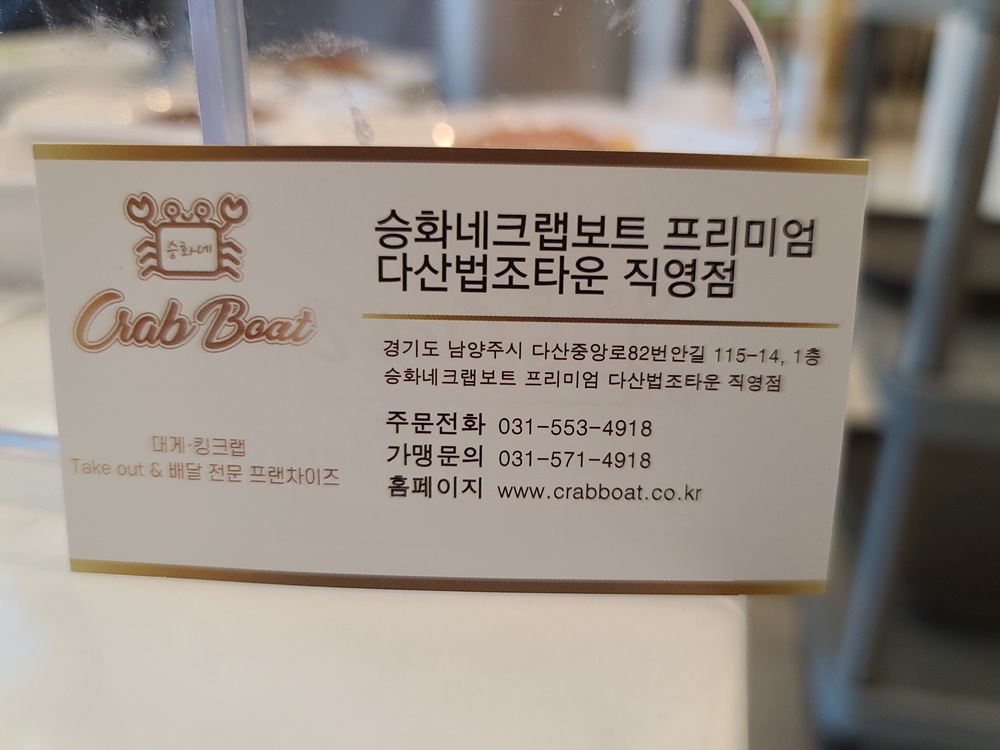 승화네
Crab Boat
대게·킹크랩
Take out & 배달 전문 프랜차이즈
승화네크랩보트 프리미엄
다산법조타운 직영점
경기도 남양주시 다산중앙로82번안길 115-14, 1층
승화네크랩보트 프리미엄 다산법조타운 직영점
주문전화 031-553-4918
가맹문의 031-571-4918
홈페이지 www.crabboat.co.kr